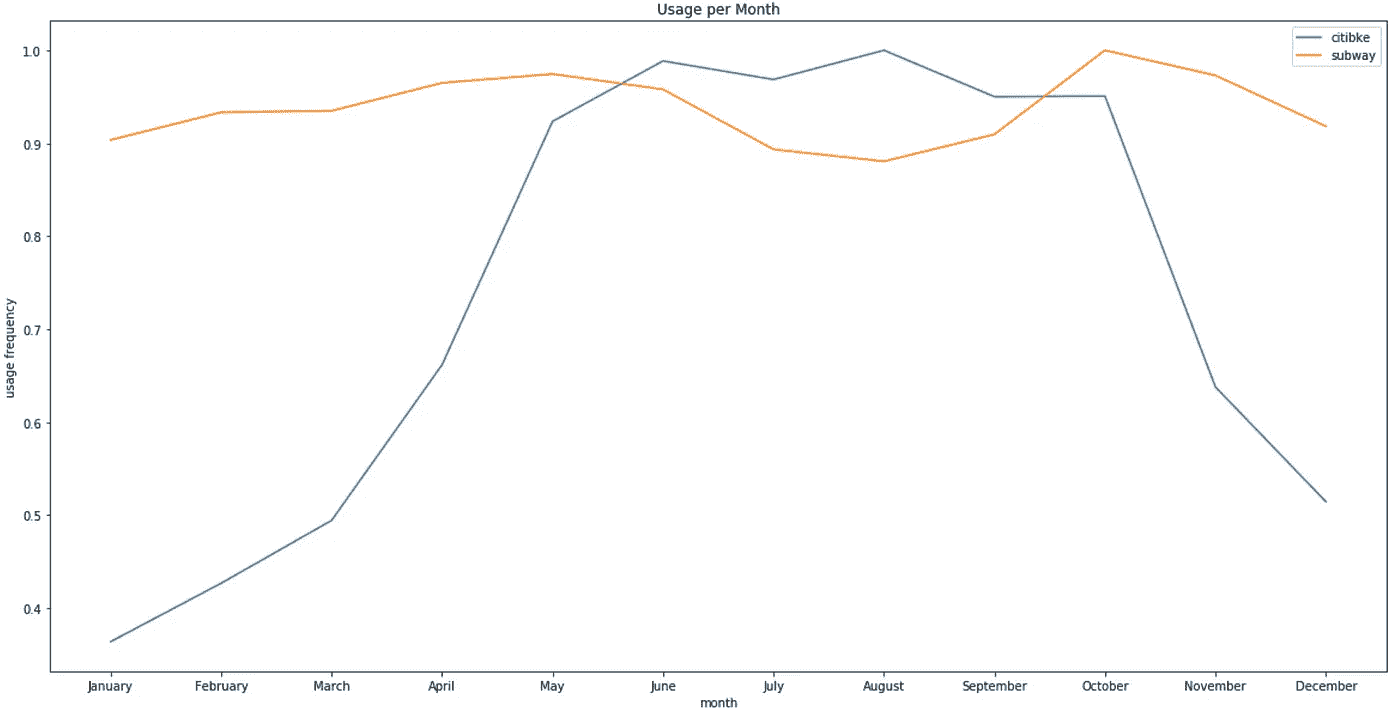 Usage per Month
citibke
subway
usage frequency
1.0
0.9
0.8
0.7
0.6
0.5
0.4
January February March April May June July August September October November December
month